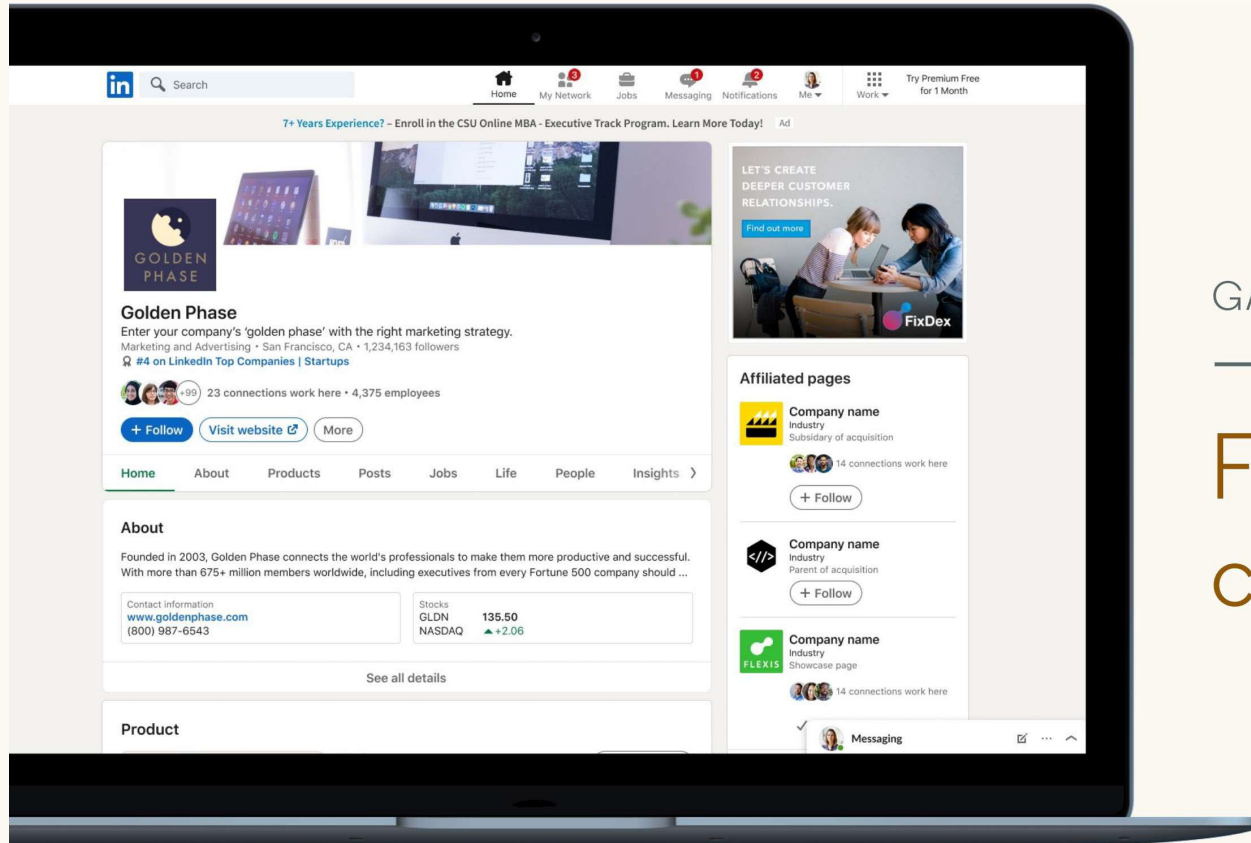 in
Search
Home
3
My Network
Jobs
1
Messaging
2
Notifications
Me
Work
Try Premium Free
for 1 Month
7+ Years Experience? – Enroll in the CSU Online MBA - Executive Track Program. Learn More Today!
Ad
GOLDEN
PHASE
Golden Phase
Enter your company's 'golden phase' with the right marketing strategy.
Marketing and Advertising • San Francisco, CA • 1,234,163 followers
#4 on LinkedIn Top Companies | Startups
+99
23 connections work here • 4,375 employees
+ Follow
Visit website
More
Home
About
Products
Posts
Jobs
Life
People
Insights
About
Founded in 2003, Golden Phase connects the world's professionals to make them more productive and successful.
With more than 675+ million members worldwide, including executives from every Fortune 500 company should ...
Contact information
www.goldenphase.com
(800) 987-6543
Stocks
GLDN 135.50
NASDAQ ▲+2.06
See all details
Product
LET'S CREATE
DEEPER CUSTOMER
RELATIONSHIPS.
Find out more
FixDex
Affiliated pages
Company name
Industry
Subsidary of acquisition
14 connections work here
+ Follow
</>
Company name
Industry
Parent of acquisition
+ Follow
FLEXIS
Company name
Industry
Showcase page
14 connections work here
Messaging
GA
F
c